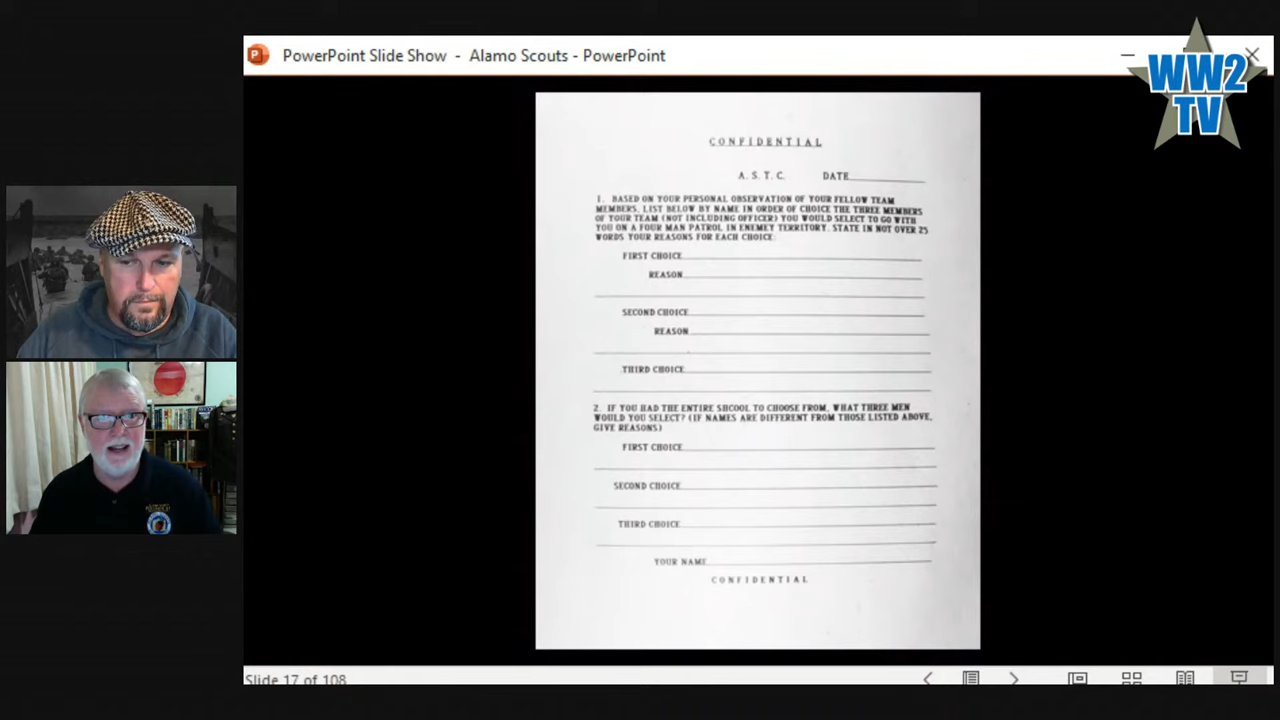 PowerPoint Slide Show - Alamo Scouts - PowerPoint
WW2
TV
CONFIDENTIAL
A. S. T. C. DATE
1. BASED ON YOUR PERSONAL OBSERVATION OF YOUR FELLOW TEAM
MEMBERS, LIST BELOW BY NAME IN ORDER OF CHOICE THE THREE MEMBERS
OF YOUR TEAM (NOT INCLUDING OFFICER) YOU WOULD SELECT TO GO WITH
YOU ON A FOUR MAN PATROL IN ENEMEY TERRITORY. STATE IN NOT OVER 25
WORDS YOUR REASONS FOR EACH CHOICE:
FIRST CHOICE
REASON
SECOND CHOICE
REASON
THIRD CHOICE
2. IF YOU HAD THE ENTIRE SHCOOL TO CHOOSE FROM, WHAT THREE MEN
WOULD YOU SELECT? (IF NAMES ARE DIFFERENT FROM THOSE LISTED ABOVE,
GIVE REASONS)
FIRST CHOICE
SECOND CHOICE
THIRD CHOICE
YOUR NAME
CONFIDENTIAL
Slide 17 of 108